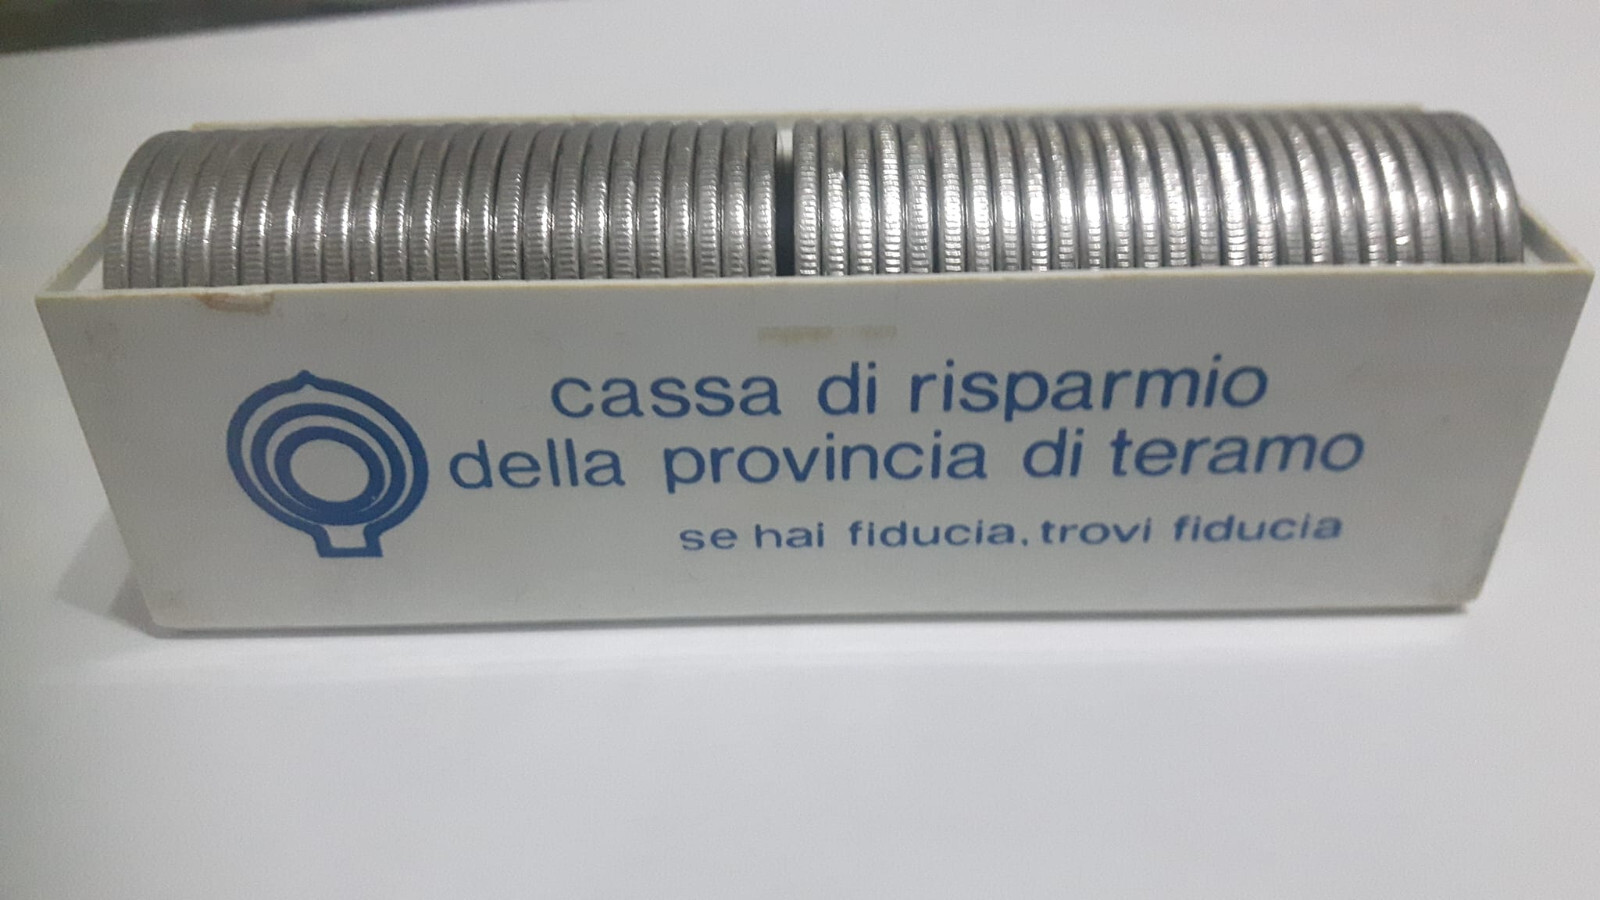 cassa di risparmio
della provincia di teramo
se hai fiducia, trovi fiducia